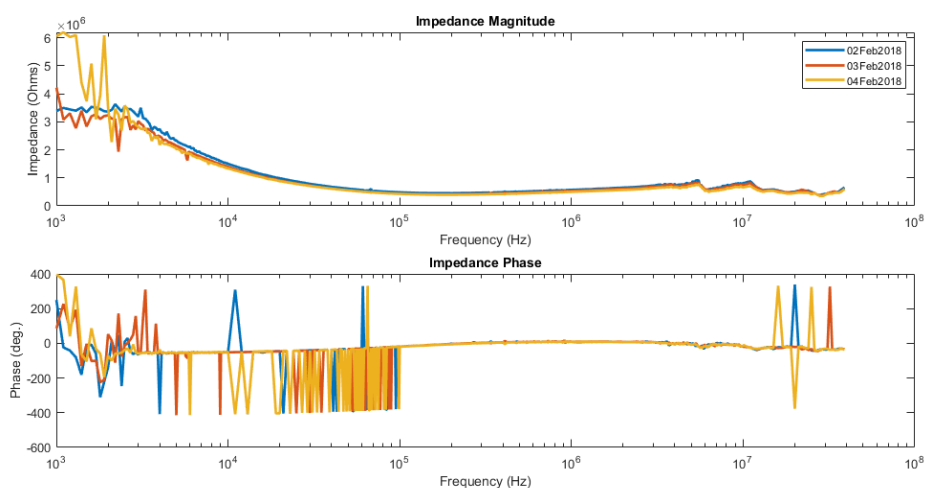 Impedance Magnitude
×10^6
6
5
4
3
2
1
0
Impedance (Ohms)
02Feb2018
03Feb2018
04Feb2018
10^3 10^4 10^5 10^6 10^7 10^8
Frequency (Hz)
Impedance Phase
400
200
0
-200
-400
-600
Phase (deg.)
10^3 10^4 10^5 10^6 10^7 10^8
Frequency (Hz)